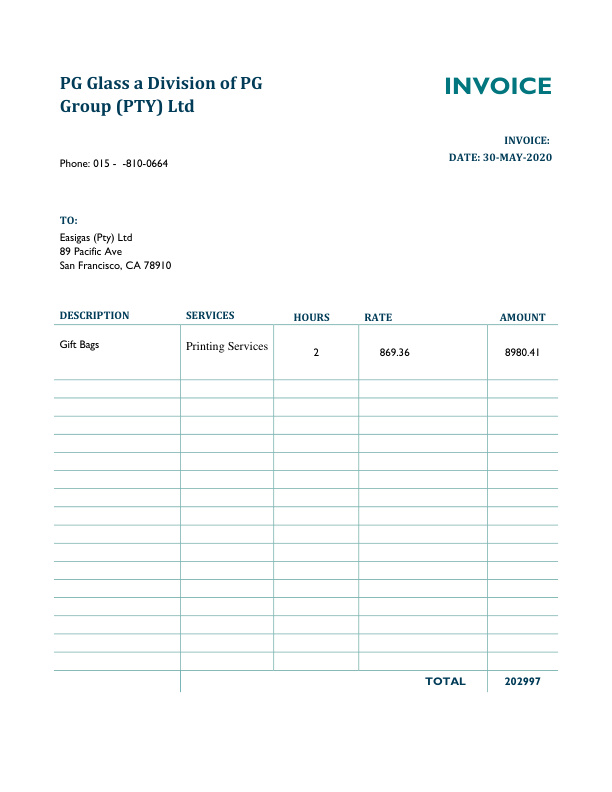 PG Glass a Division of PG
Group (PTY) Ltd
INVOICE
INVOICE:
DATE: 30-MAY-2020
Phone: 015 -  -810-0664
TO:
Easigas (Pty) Ltd
89 Pacific Ave
San Francisco, CA 78910
DESCRIPTION SERVICES HOURS RATE AMOUNT
Gift Bags Printing Services 2 869.36 8980.41
TOTAL 202997